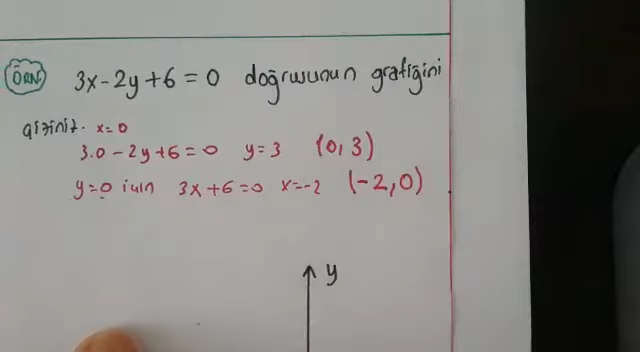 ÖRN 3x-2y+6=0 doğrusunun grafiğini
çiziniz. x=0
3.0-2y+6=0 y=3 (0,3)
y=0 için 3x+6=0 x=-2 (-2,0)
y